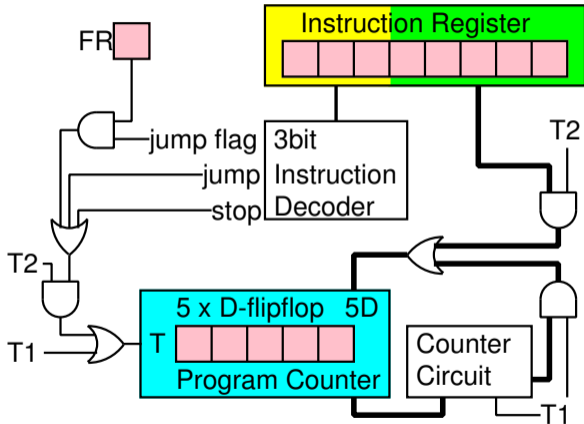 Instruction Register
FR
jump flag
3bit
T2
jump
Instruction
stop
Decoder
T2
5 x D-flipflop 5D
T1
T
Counter
Program Counter
Circuit
T1